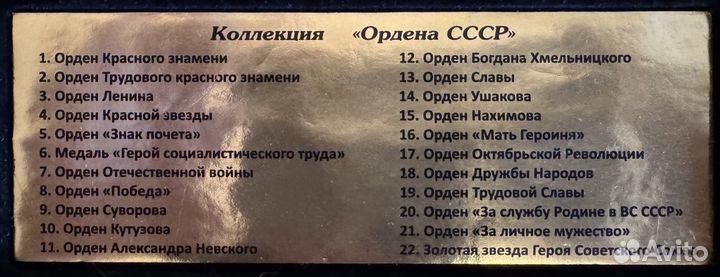 Коллекция «Ордена СССР»
1. Орден Красного знамени
2. Орден Трудового красного знамени
3. Орден Ленина
4. Орден Красной звезды
5. Орден «Знак почета»
6. Медаль «Герой социалистического труда»
7. Орден Отечественной войны
8. Орден «Победа»
9. Орден Суворова
10. Орден Кутузова
11. Орден Александра Невского
12. Орден Богдана Хмельницкого
13. Орден Славы
14. Орден Ушакова
15. Орден Нахимова
16. Орден «Мать Героиня»
17. Орден Октябрьской Революции
18. Орден Дружбы Народов
19. Орден Трудовой Славы
20. Орден «За службу Родине в ВС СССР»
21. Орден «За личное мужество»
22. Золотая звезда Героя Советского
Avito